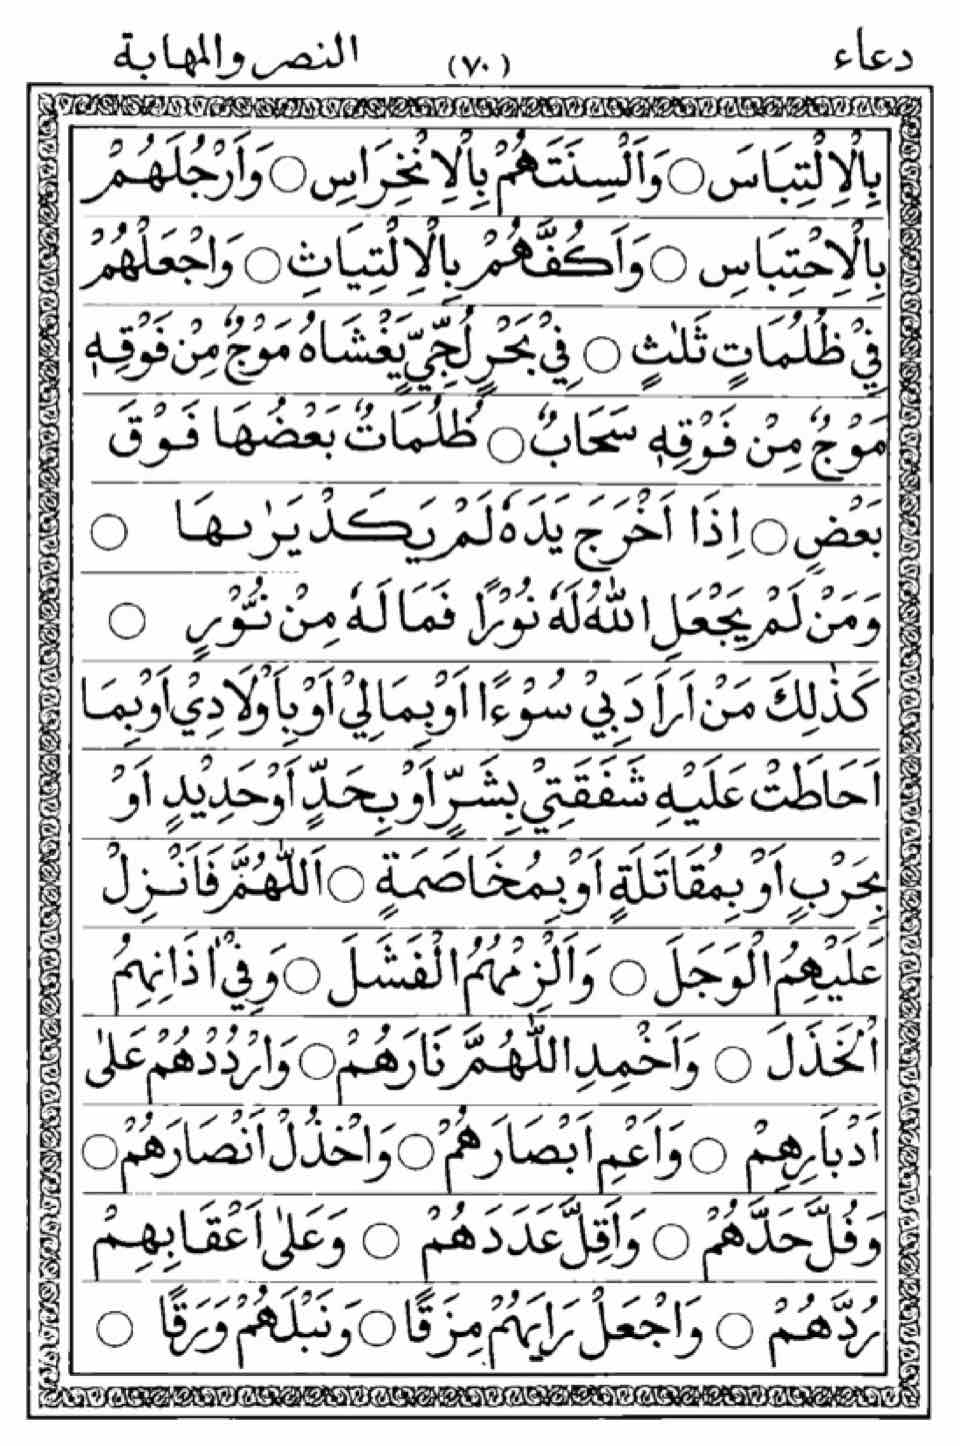 دعاء (٧٠) النصر والمهابة
بِالْاِلْتِبَاسَ ○ وَاَلْسِنَتَهُمْ بِالْاِنْخِرَاسِ ○ وَاَرْجُلَهُمْ
بِالْاِحْتِبَاسِ ○ وَاَكُفَّهُمْ بِالْاِلْتِيَاثِ ○ وَاجْعَلْهُمْ
فِيْ ظُلُمَاتٍ ثَلٰثٍ ○ فِيْ بَحْرٍ لُجِّيٍّ يَغْشَاهُ مَوْجٌ مِنْ فَوْقِهٖ
مَوْجٌ مِنْ فَوْقِهٖ سَحَابٌ ○ ظُلُمَاتٌ بَعْضُهَا فَوْقَ
بَعْضٍ ○ اِذَا اَخْرَجَ يَدَهٗ لَمْ يَكَدْ يَرٰىهَا ○
وَمَنْ لَمْ يَجْعَلِ اللّٰهُ لَهٗ نُوْرًا فَمَا لَهٗ مِنْ نُّوْرٍ ○
كَذٰلِكَ مَنْ اَرَادَ بِيْ سُوْءًا اَوْ بِمَالِيْ اَوْ بِاَوْلَادِيْ اَوْ بِمَا
اَحَاطَتْ عَلَيْهِ شَفَقَتِيْ بِشَرٍّ اَوْ بِحَدٍّ اَوْ حَدِيْدٍ اَوْ
بِحَرْبٍ اَوْ بِمُقَاتَلَةٍ اَوْ بِمُخَاصَمَةٍ ○ اَللّٰهُمَّ فَاَنْزِلْ
عَلَيْهِمُ الْوَجَلَ ○ وَاَلْزِمْهُمُ الْفَشَلَ ○ وَفِيْ اٰذَانِهِمُ
الْخَذَلَ ○ وَاَخْمِدِ اللّٰهُمَّ نَارَهُمْ ○ وَارْدُدْهُمْ عَلٰى
اَدْبَارِهِمْ ○ وَاَعْمِ اَبْصَارَهُمْ ○ وَاخْذُلْ اَنْصَارَهُمْ ○
وَفُلَّ حَدَّهُمْ ○ وَاَقِلَّ عَدَدَهُمْ ○ وَعَلٰى اَعْقَابِهِمْ
رُدَّهُمْ ○ وَاجْعَلْ رَايَهُمْ مِزَقًا ○ وَنَبْلَهُمْ وَرَقًا ○